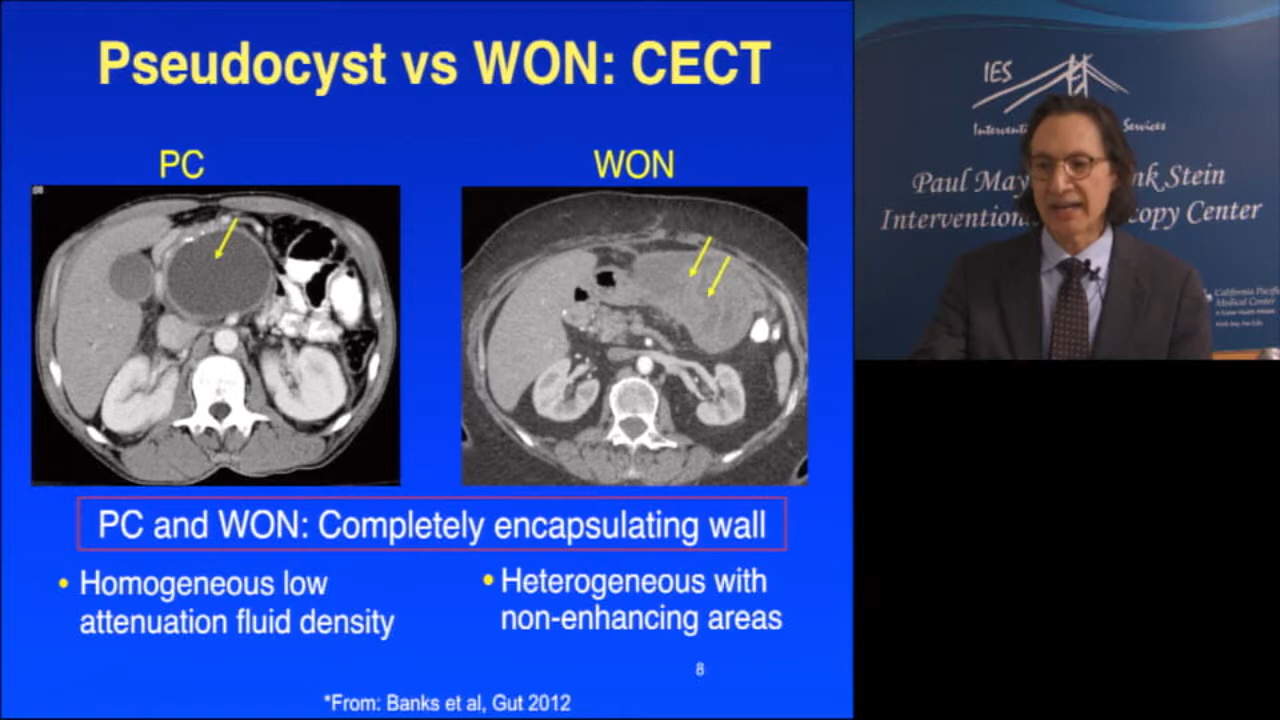 Pseudocyst vs WON: CECT
PC
WON
PC and WON: Completely encapsulating wall
• Homogeneous low
attenuation fluid density
• Heterogeneous with
non-enhancing areas
8
*From: Banks et al, Gut 2012
IES
Services
Paul May nk Stein
Intervention copy Center
California Pacific
Medical Center